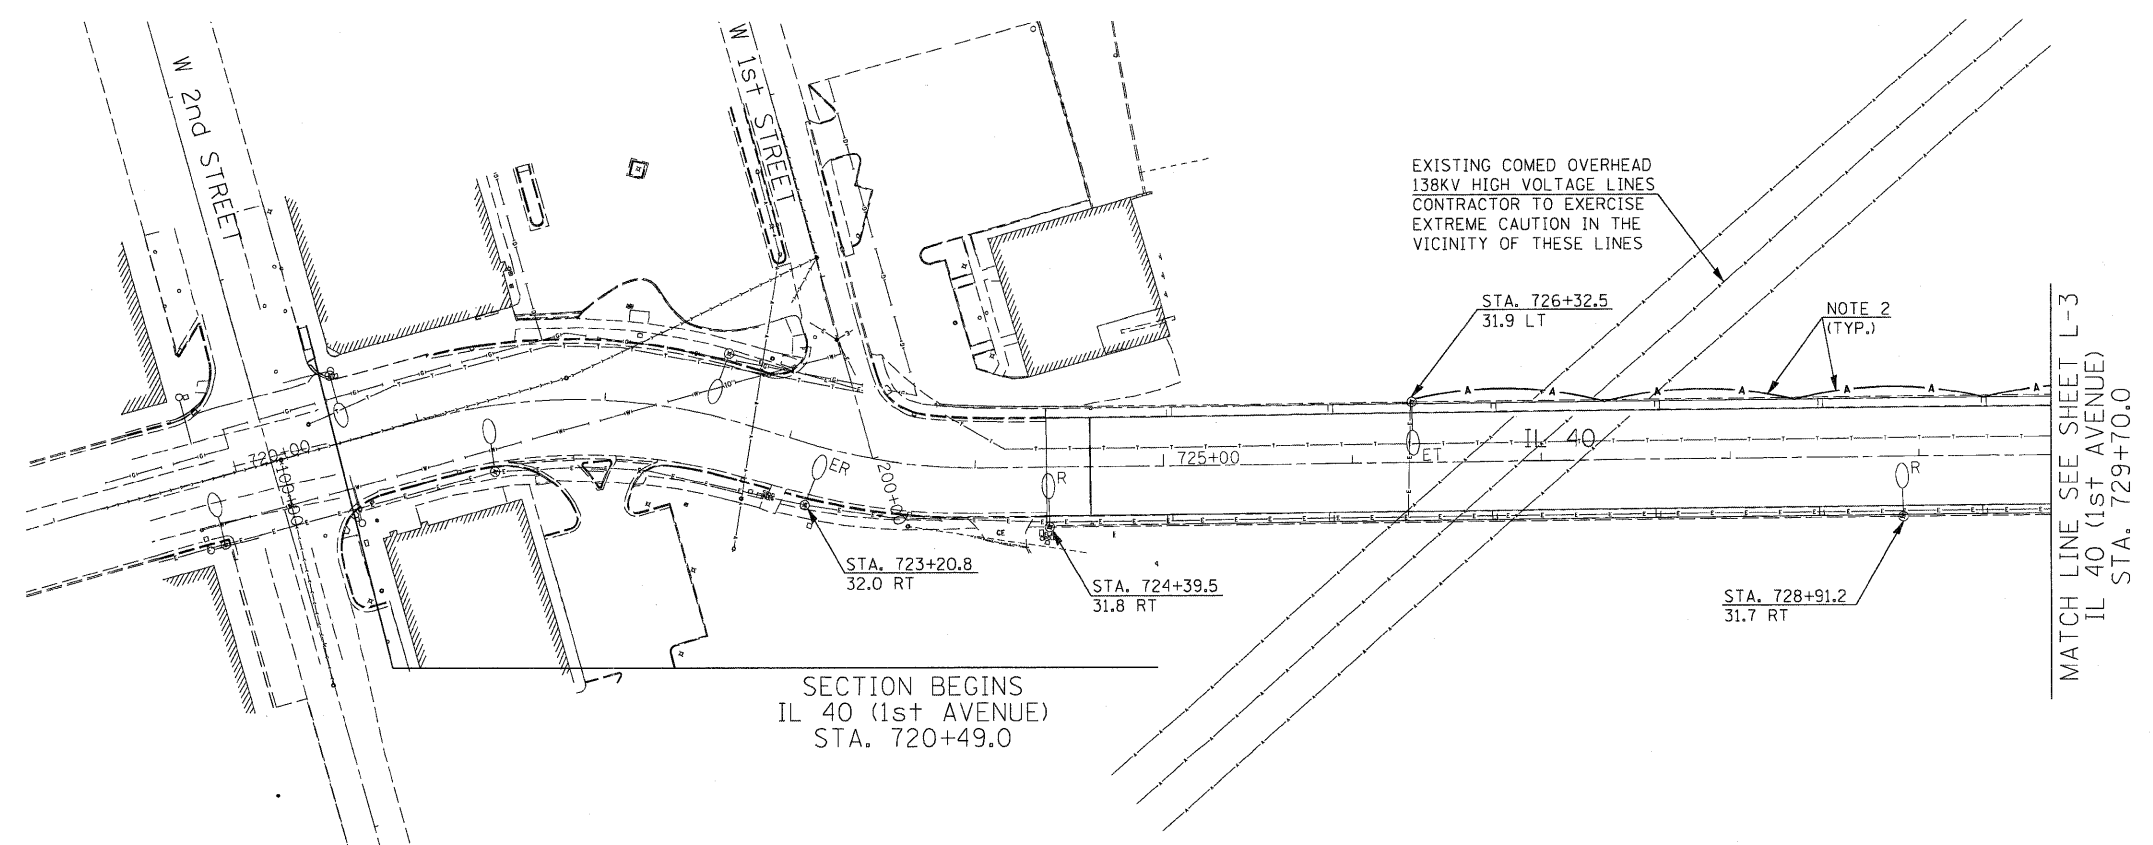 W 2nd STREET
W 1st STREET
EXISTING COMED OVERHEAD
138KV HIGH VOLTAGE LINES
CONTRACTOR TO EXERCISE
EXTREME CAUTION IN THE
VICINITY OF THESE LINES
STA. 726+32.5
31.9 LT
NOTE 2
(TYP.)
A A A A A A A
720+00
100+00
ER
200+00
R
725+00
IL 40
ET
R
CE
STA. 723+20.8
32.0 RT
STA. 724+39.5
31.8 RT
STA. 728+91.2
31.7 RT
SECTION BEGINS
IL 40 (1st AVENUE)
STA. 720+49.0
MATCH LINE SEE SHEET L-3
IL 40 (1st AVENUE)
STA. 729+70.0